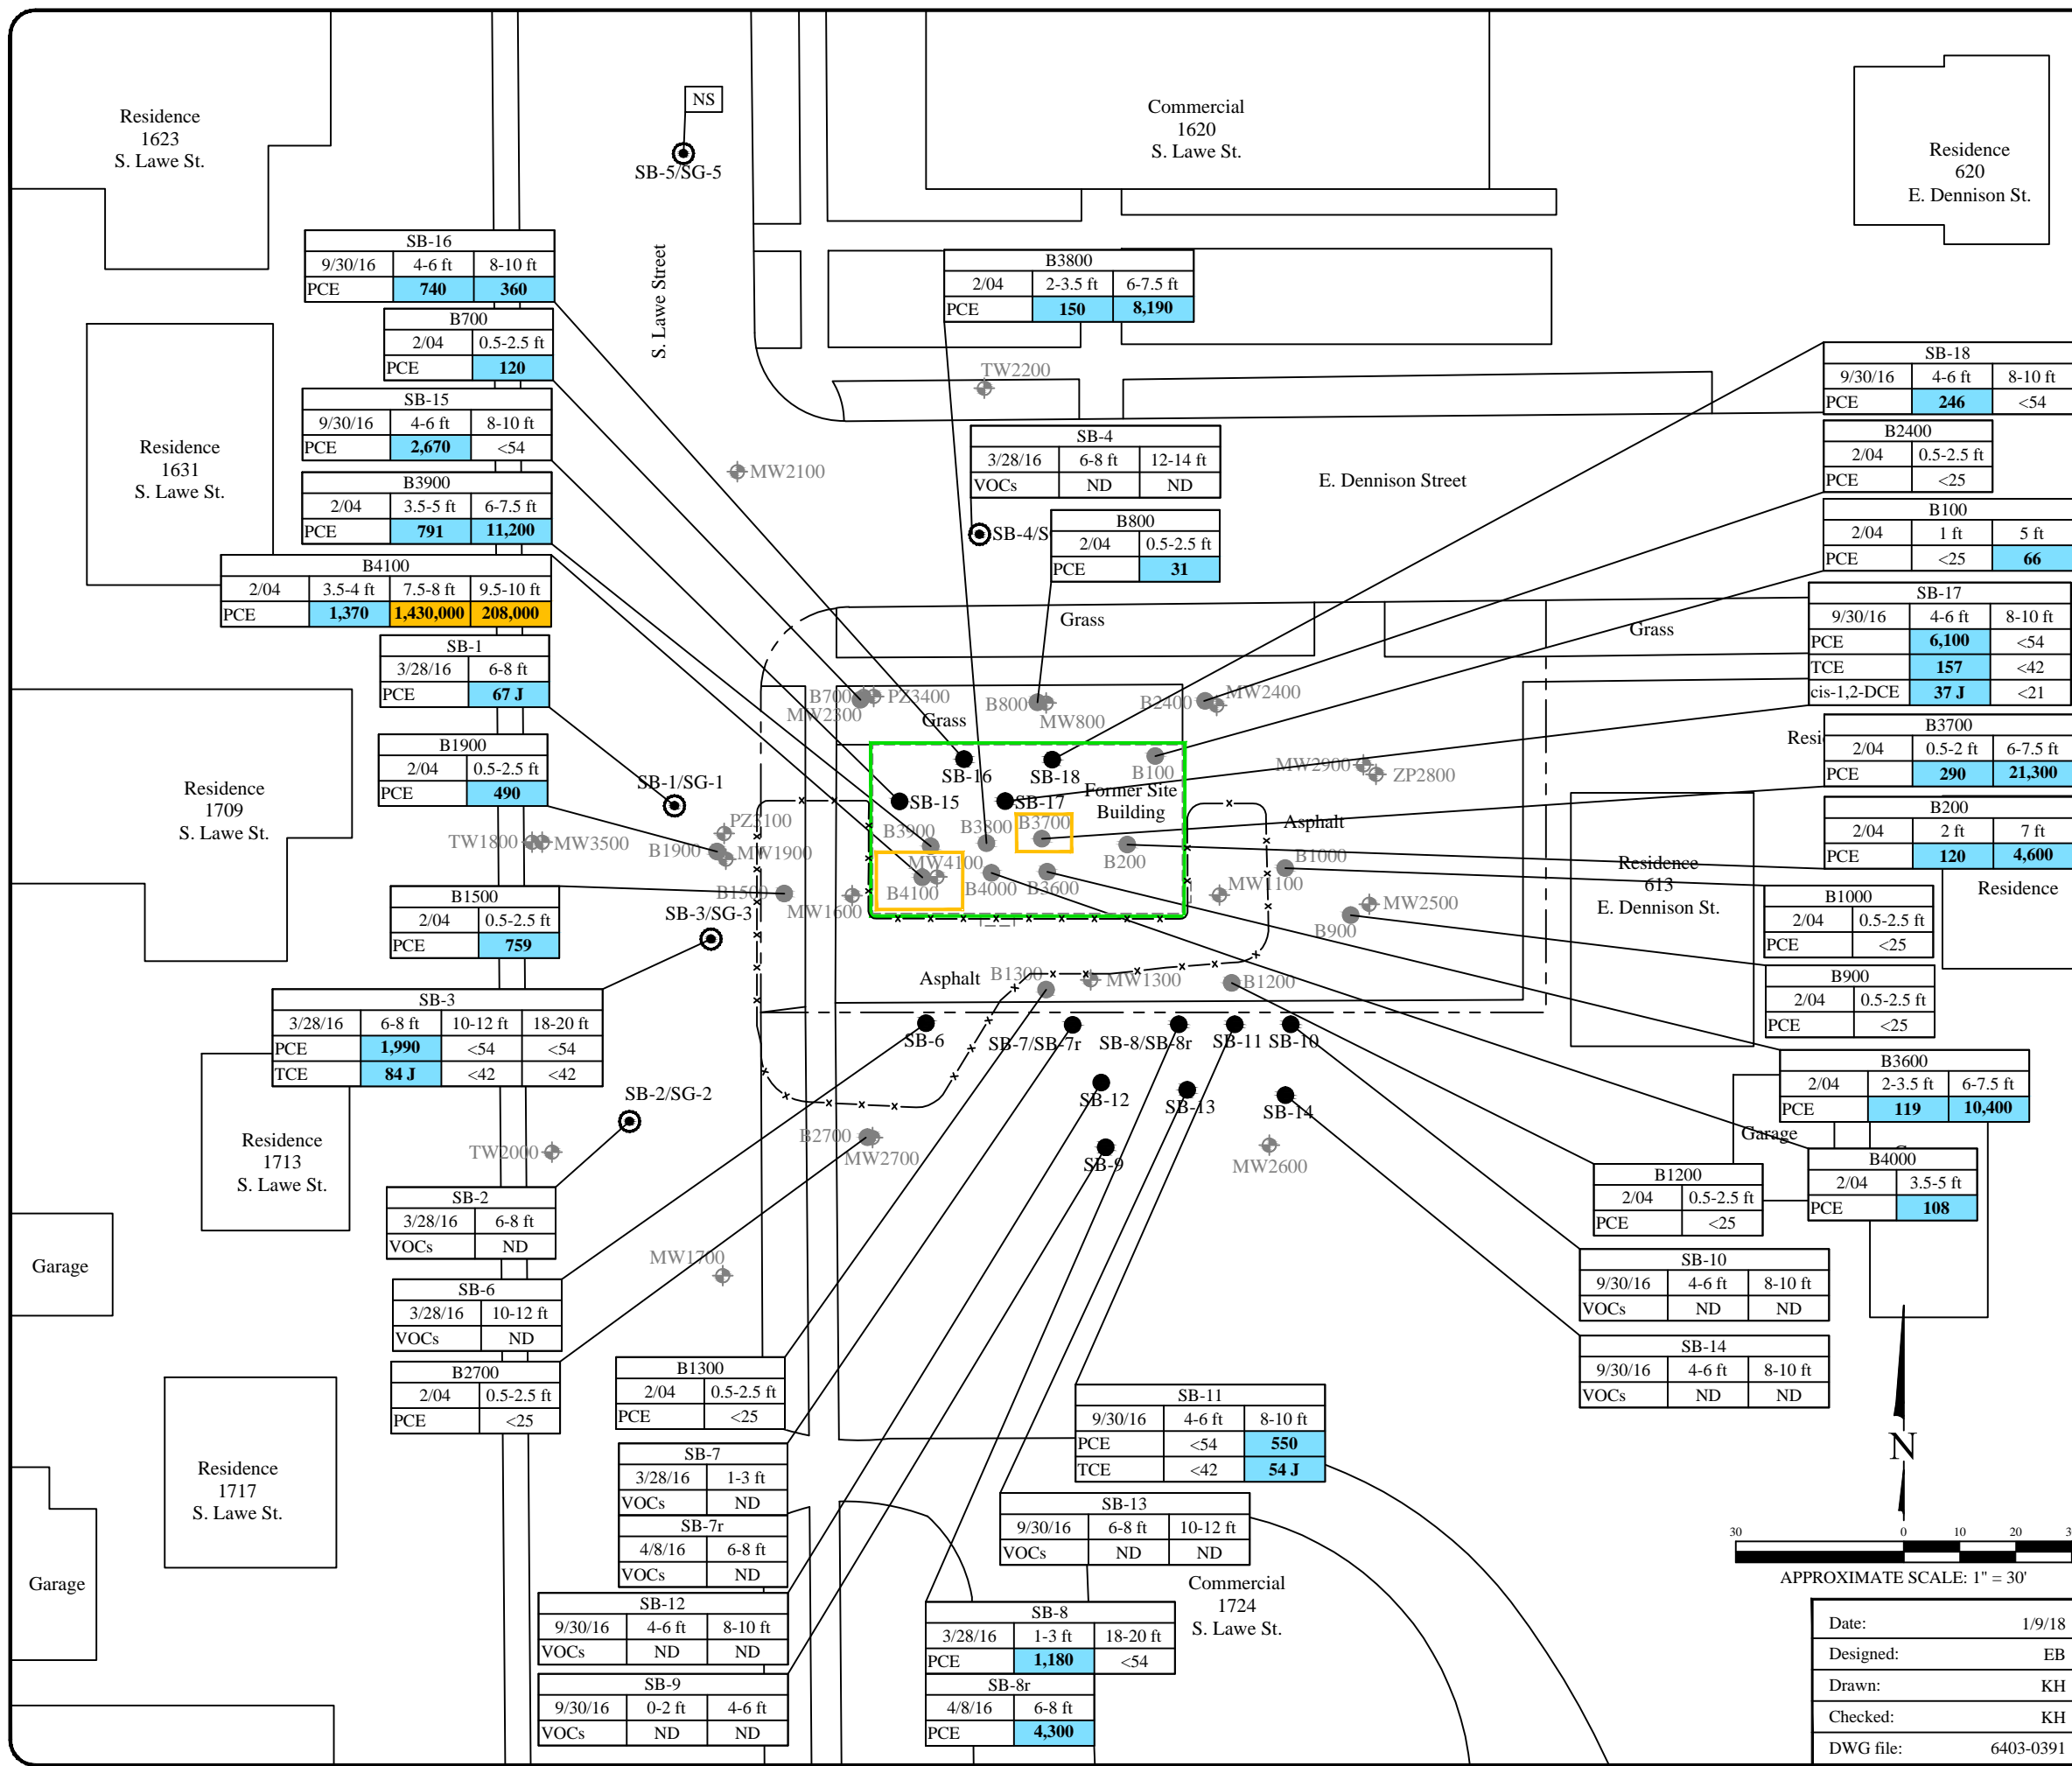 NS
SB-5/SG-5
Residence
1623
S. Lawe St.
Commercial
1620
S. Lawe St.
Residence
620
E. Dennison St.
S. Lawe Street
SB-16
9/30/16 4-6 ft 8-10 ft
PCE 740 360
B700
2/04 0.5-2.5 ft
PCE 120
SB-15
9/30/16 4-6 ft 8-10 ft
PCE 2,670 <54
B3900
2/04 3.5-5 ft 6-7.5 ft
PCE 791 11,200
B4100
2/04 3.5-4 ft 7.5-8 ft 9.5-10 ft
PCE 1,370 1,430,000 208,000
SB-1
3/28/16 6-8 ft
PCE 67 J
B1900
2/04 0.5-2.5 ft
PCE 490
B1500
2/04 0.5-2.5 ft
PCE 759
SB-3
3/28/16 6-8 ft 10-12 ft 18-20 ft
PCE 1,990 <54 <54
TCE 84 J <42 <42
SB-2
3/28/16 6-8 ft
VOCs ND
SB-6
3/28/16 10-12 ft
VOCs ND
B2700
2/04 0.5-2.5 ft
PCE <25
Residence
1631
S. Lawe St.
Residence
1709
S. Lawe St.
Residence
1713
S. Lawe St.
Garage
Residence
1717
S. Lawe St.
Garage
B3800
2/04 2-3.5 ft 6-7.5 ft
PCE 150 8,190
TW2200
MW2100
SB-4
3/28/16 6-8 ft 12-14 ft
VOCs ND ND
SB-4/S
B800
2/04 0.5-2.5 ft
PCE 31
E. Dennison Street
Grass
Grass
Grass
B700
PZ3400
MW2300
B800
MW800
B2400
MW2400
SB-16
SB-18
B100
SB-15
SB-17
Former Site
Building
B3900
B3800
B3700
B200
MW4100
B4100
B4000
B3600
MW2900
ZP2800
Asphalt
B1000
MW1100
MW2500
B900
SB-1/SG-1
PZ3100
TW1800
MW3500
B1900
MW1900
B1500
MW1600
SB-3/SG-3
Asphalt
B1300
MW1300
B1200
SB-6
SB-7/SB-7r
SB-8/SB-8r
SB-11
SB-10
SB-12
SB-13
SB-14
SB-9
SB-2/SG-2
TW2000
B2700
MW2700
MW2600
MW1700
SB-18
9/30/16 4-6 ft 8-10 ft
PCE 246 <54
B2400
2/04 0.5-2.5 ft
PCE <25
B100
2/04 1 ft 5 ft
PCE <25 66
SB-17
9/30/16 4-6 ft 8-10 ft
PCE 6,100 <54
TCE 157 <42
cis-1,2-DCE 37 J <21
Resi
B3700
2/04 0.5-2 ft 6-7.5 ft
PCE 290 21,300
B200
2/04 2 ft 7 ft
PCE 120 4,600
Residence
613
E. Dennison St.
Residence
B1000
2/04 0.5-2.5 ft
PCE <25
B900
2/04 0.5-2.5 ft
PCE <25
B3600
2/04 2-3.5 ft 6-7.5 ft
PCE 119 10,400
Garage
B4000
2/04 3.5-5 ft
PCE 108
B1200
2/04 0.5-2.5 ft
PCE <25
SB-10
9/30/16 4-6 ft 8-10 ft
VOCs ND ND
SB-14
9/30/16 4-6 ft 8-10 ft
VOCs ND ND
B1300
2/04 0.5-2.5 ft
PCE <25
SB-7
3/28/16 1-3 ft
VOCs ND
SB-7r
4/8/16 6-8 ft
VOCs ND
SB-12
9/30/16 4-6 ft 8-10 ft
VOCs ND ND
SB-9
9/30/16 0-2 ft 4-6 ft
VOCs ND ND
SB-11
9/30/16 4-6 ft 8-10 ft
PCE <54 550
TCE <42 54 J
SB-13
9/30/16 6-8 ft 10-12 ft
VOCs ND ND
SB-8
3/28/16 1-3 ft 18-20 ft
PCE 1,180 <54
SB-8r
4/8/16 6-8 ft
PCE 4,300
Commercial
1724
S. Lawe St.
N
30 0 10 20 3
APPROXIMATE SCALE: 1" = 30'
Date: 1/9/18
Designed: EB
Drawn: KH
Checked: KH
DWG file: 6403-0391